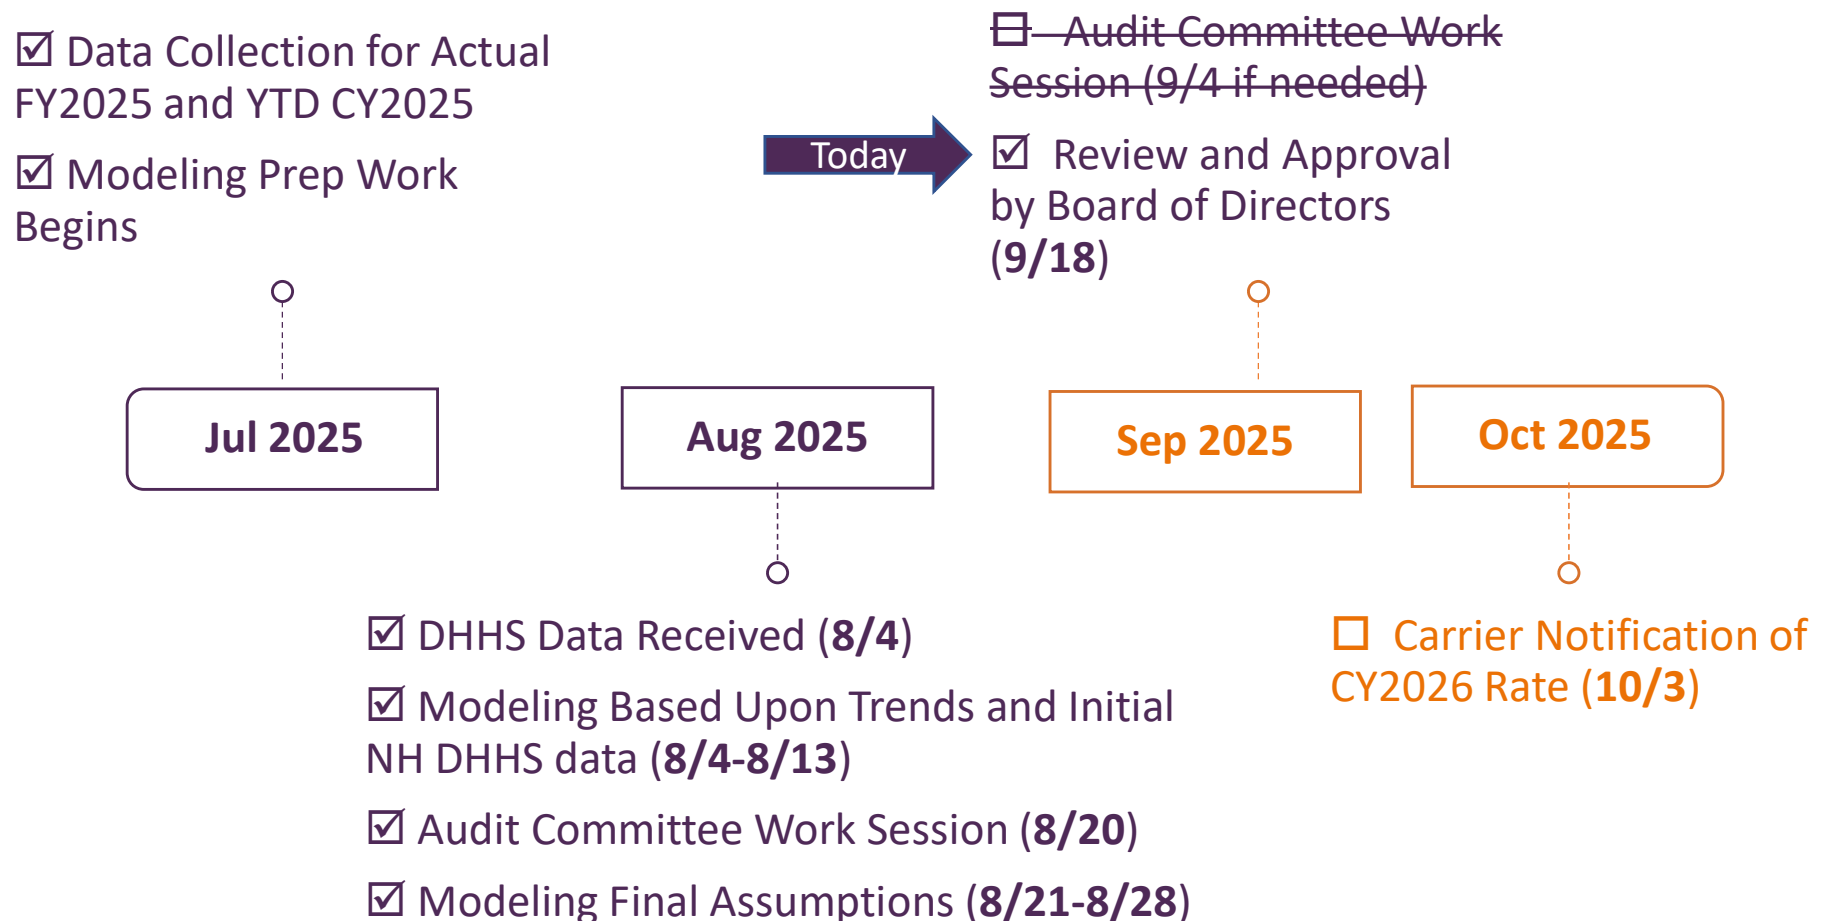 ☑ Data Collection for Actual
FY2025 and YTD CY2025
☑ Modeling Prep Work
Begins
Today
☐ Audit Committee Work
Session (9/4 if needed)
☑ Review and Approval
by Board of Directors
(9/18)
Jul 2025
Aug 2025
Sep 2025
Oct 2025
☑ DHHS Data Received (8/4)
☑ Modeling Based Upon Trends and Initial
NH DHHS data (8/4-8/13)
☑ Audit Committee Work Session (8/20)
☑ Modeling Final Assumptions (8/21-8/28)
☐ Carrier Notification of
CY2026 Rate (10/3)